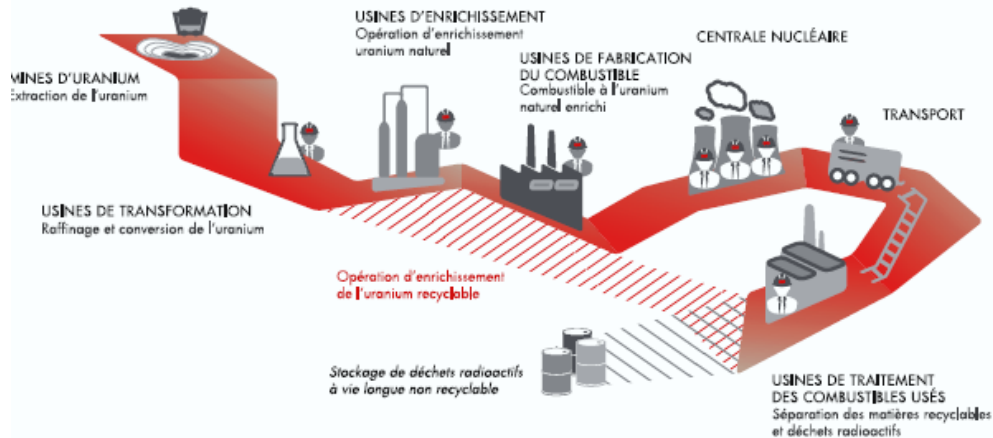 USINES D'ENRICHISSEMENT
Opération d'enrichissement
uranium naturel
CENTRALE NUCLÉAIRE
USINES DE FABRICATION
DU COMBUSTIBLE
Combustible à l'uranium
naturel enrichi
MINES D'URANIUM
Extraction de l'uranium
TRANSPORT
USINES DE TRANSFORMATION
Raffinage et conversion de l'uranium
Opération d'enrichissement
de l'uranium recyclable
Stockage de déchets radioactifs
à vie longue non recyclable
USINES DE TRAITEMENT
DES COMBUSTIBLES USÉS
Séparation des matières recyclables
et déchets radioactifs